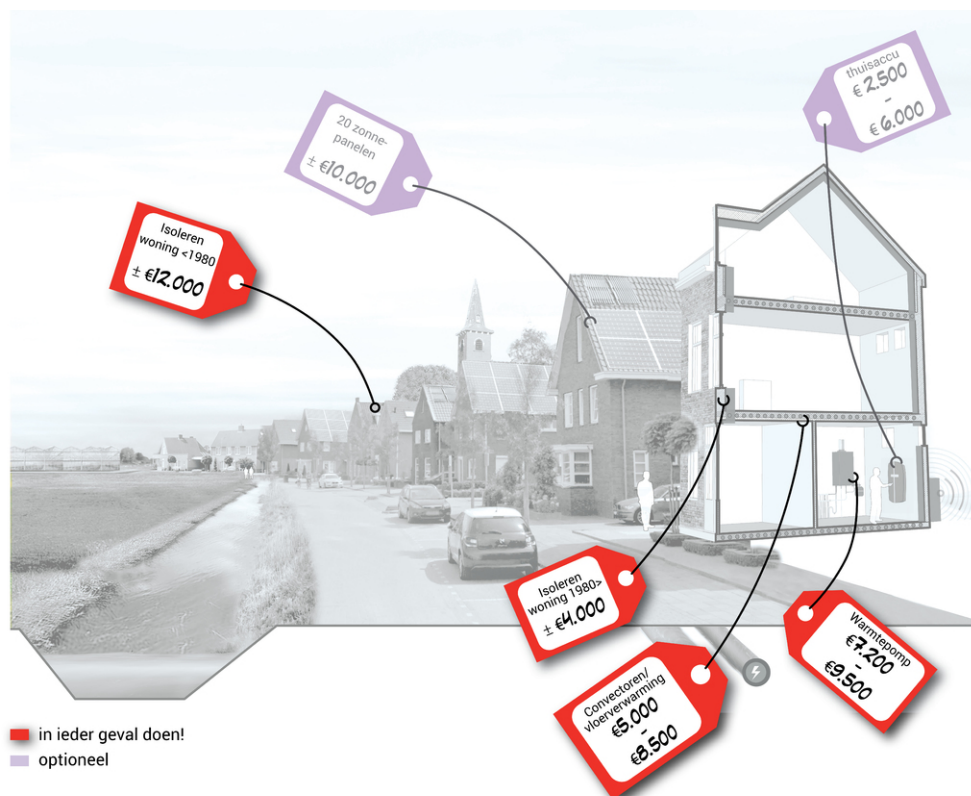 thuisaccu
€ 2.500
–
€ 6.000
20 zonne-
panelen
± €10.000
Isoleren
woning <1980
± €12.000
Isoleren
woning 1980>
± €4.000
Warmtepomp
€7.200
–
€9.500
Convectoren/
vloerverwarming
€5.000
–
€8.500
in ieder geval doen!
optioneel